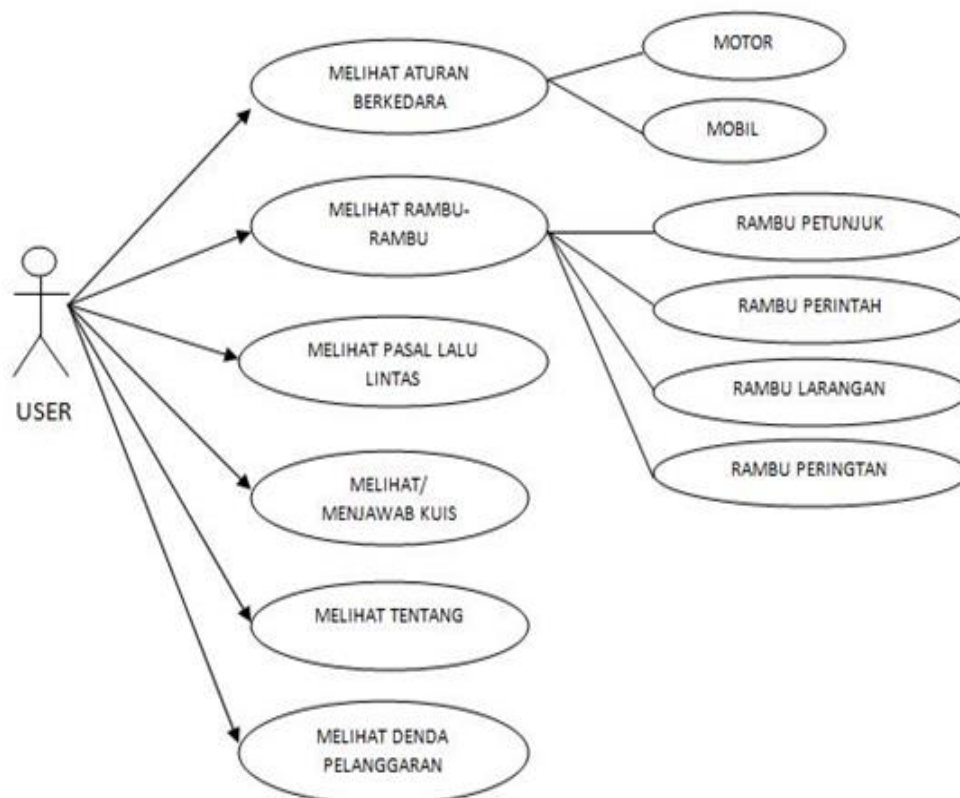 MOTOR
MELIHAT ATURAN
BERKEDARA
MOBIL
MELIHAT RAMBU-
RAMBU
RAMBU PETUNJUK
RAMBU PERINTAH
MELIHAT PASAL LALU
LINTAS
RAMBU LARANGAN
USER
RAMBU PERINGTAN
MELIHAT/
MENJAWAB KUIS
MELIHAT TENTANG
MELIHAT DENDA
PELANGGARAN